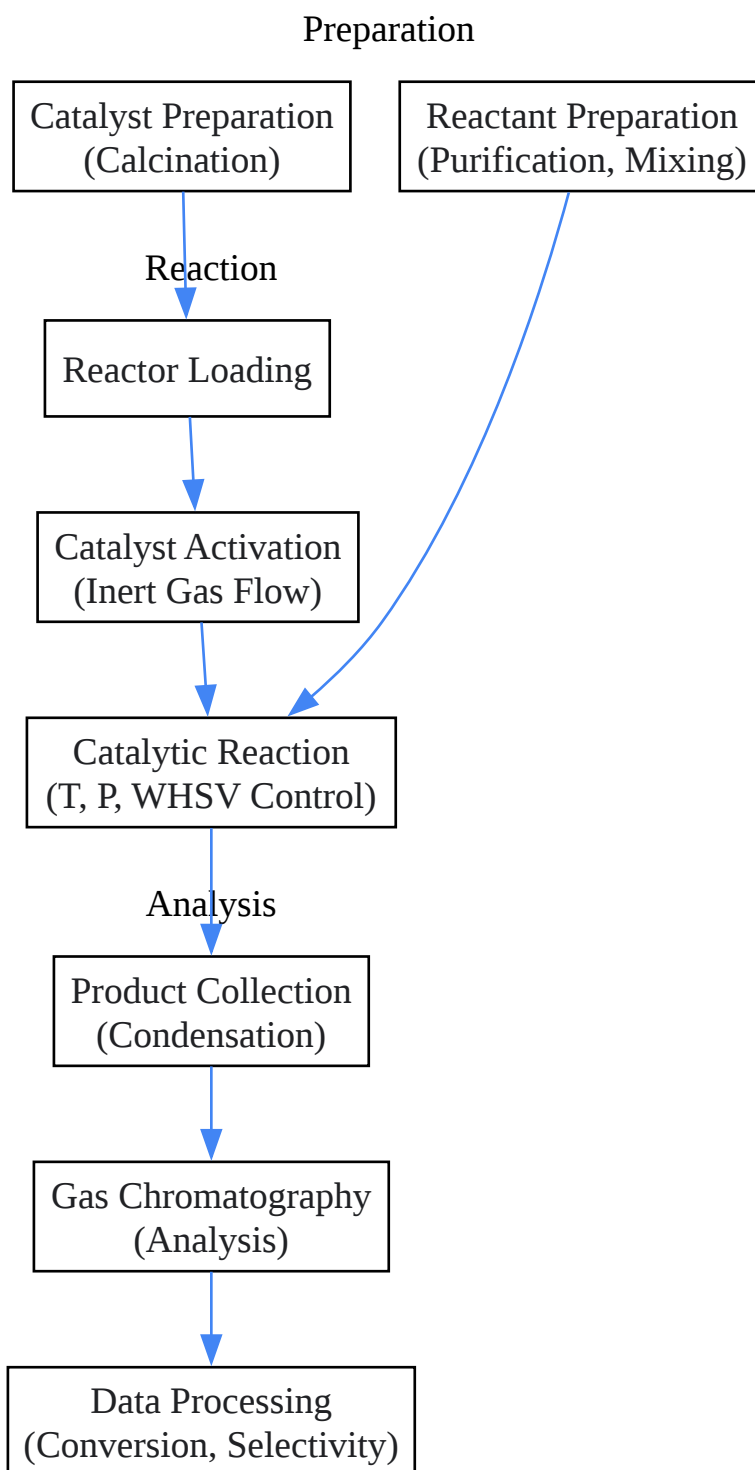 Preparation
Catalyst Preparation
(Calcination)
Reactant Preparation
(Purification, Mixing)
Reaction
Reactor Loading
Catalyst Activation
(Inert Gas Flow)
Catalytic Reaction
(T, P, WHSV Control)
Analysis
Product Collection
(Condensation)
Gas Chromatography
(Analysis)
Data Processing
(Conversion, Selectivity)